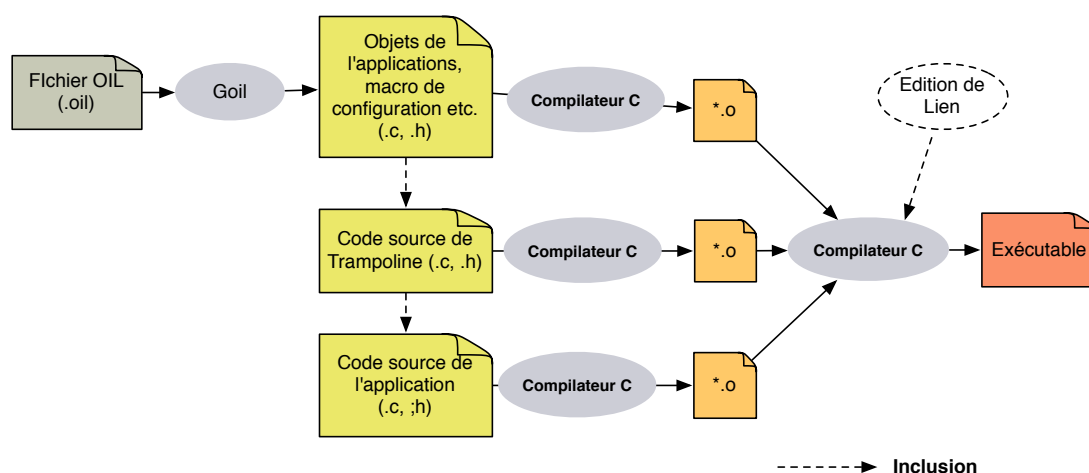 FIchier OIL
(.oil)
Goil
Objets de
l'applications,
macro de
configuration etc.
(.c, .h)
Compilateur C
*.o
Edition de
Lien
Code source de
Trampoline (.c, .h)
Compilateur C
*.o
Compilateur C
Exécutable
Code source de
l'application
(.c, ;h)
Compilateur C
*.o
Inclusion